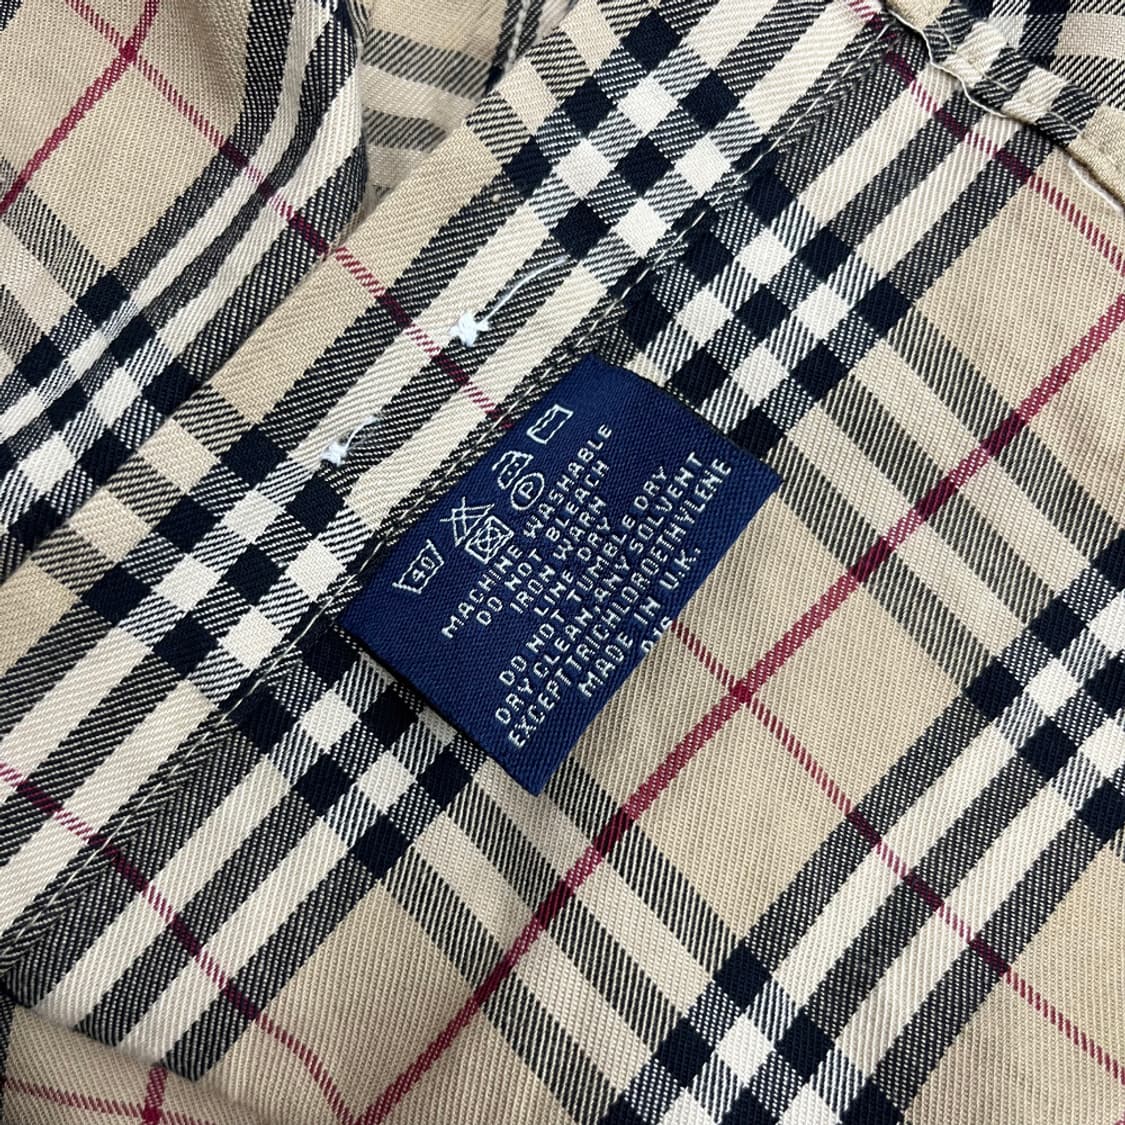 40
P
MACHINE WASHABLE
DO NOT BLEACH
IRON WARM
LINE DRY
DO NOT TUMBLE DRY
DRYCLEAN, ANY SOLVENT
EXCEPT TRICHLOROETHYLENE
MADE IN U.K.